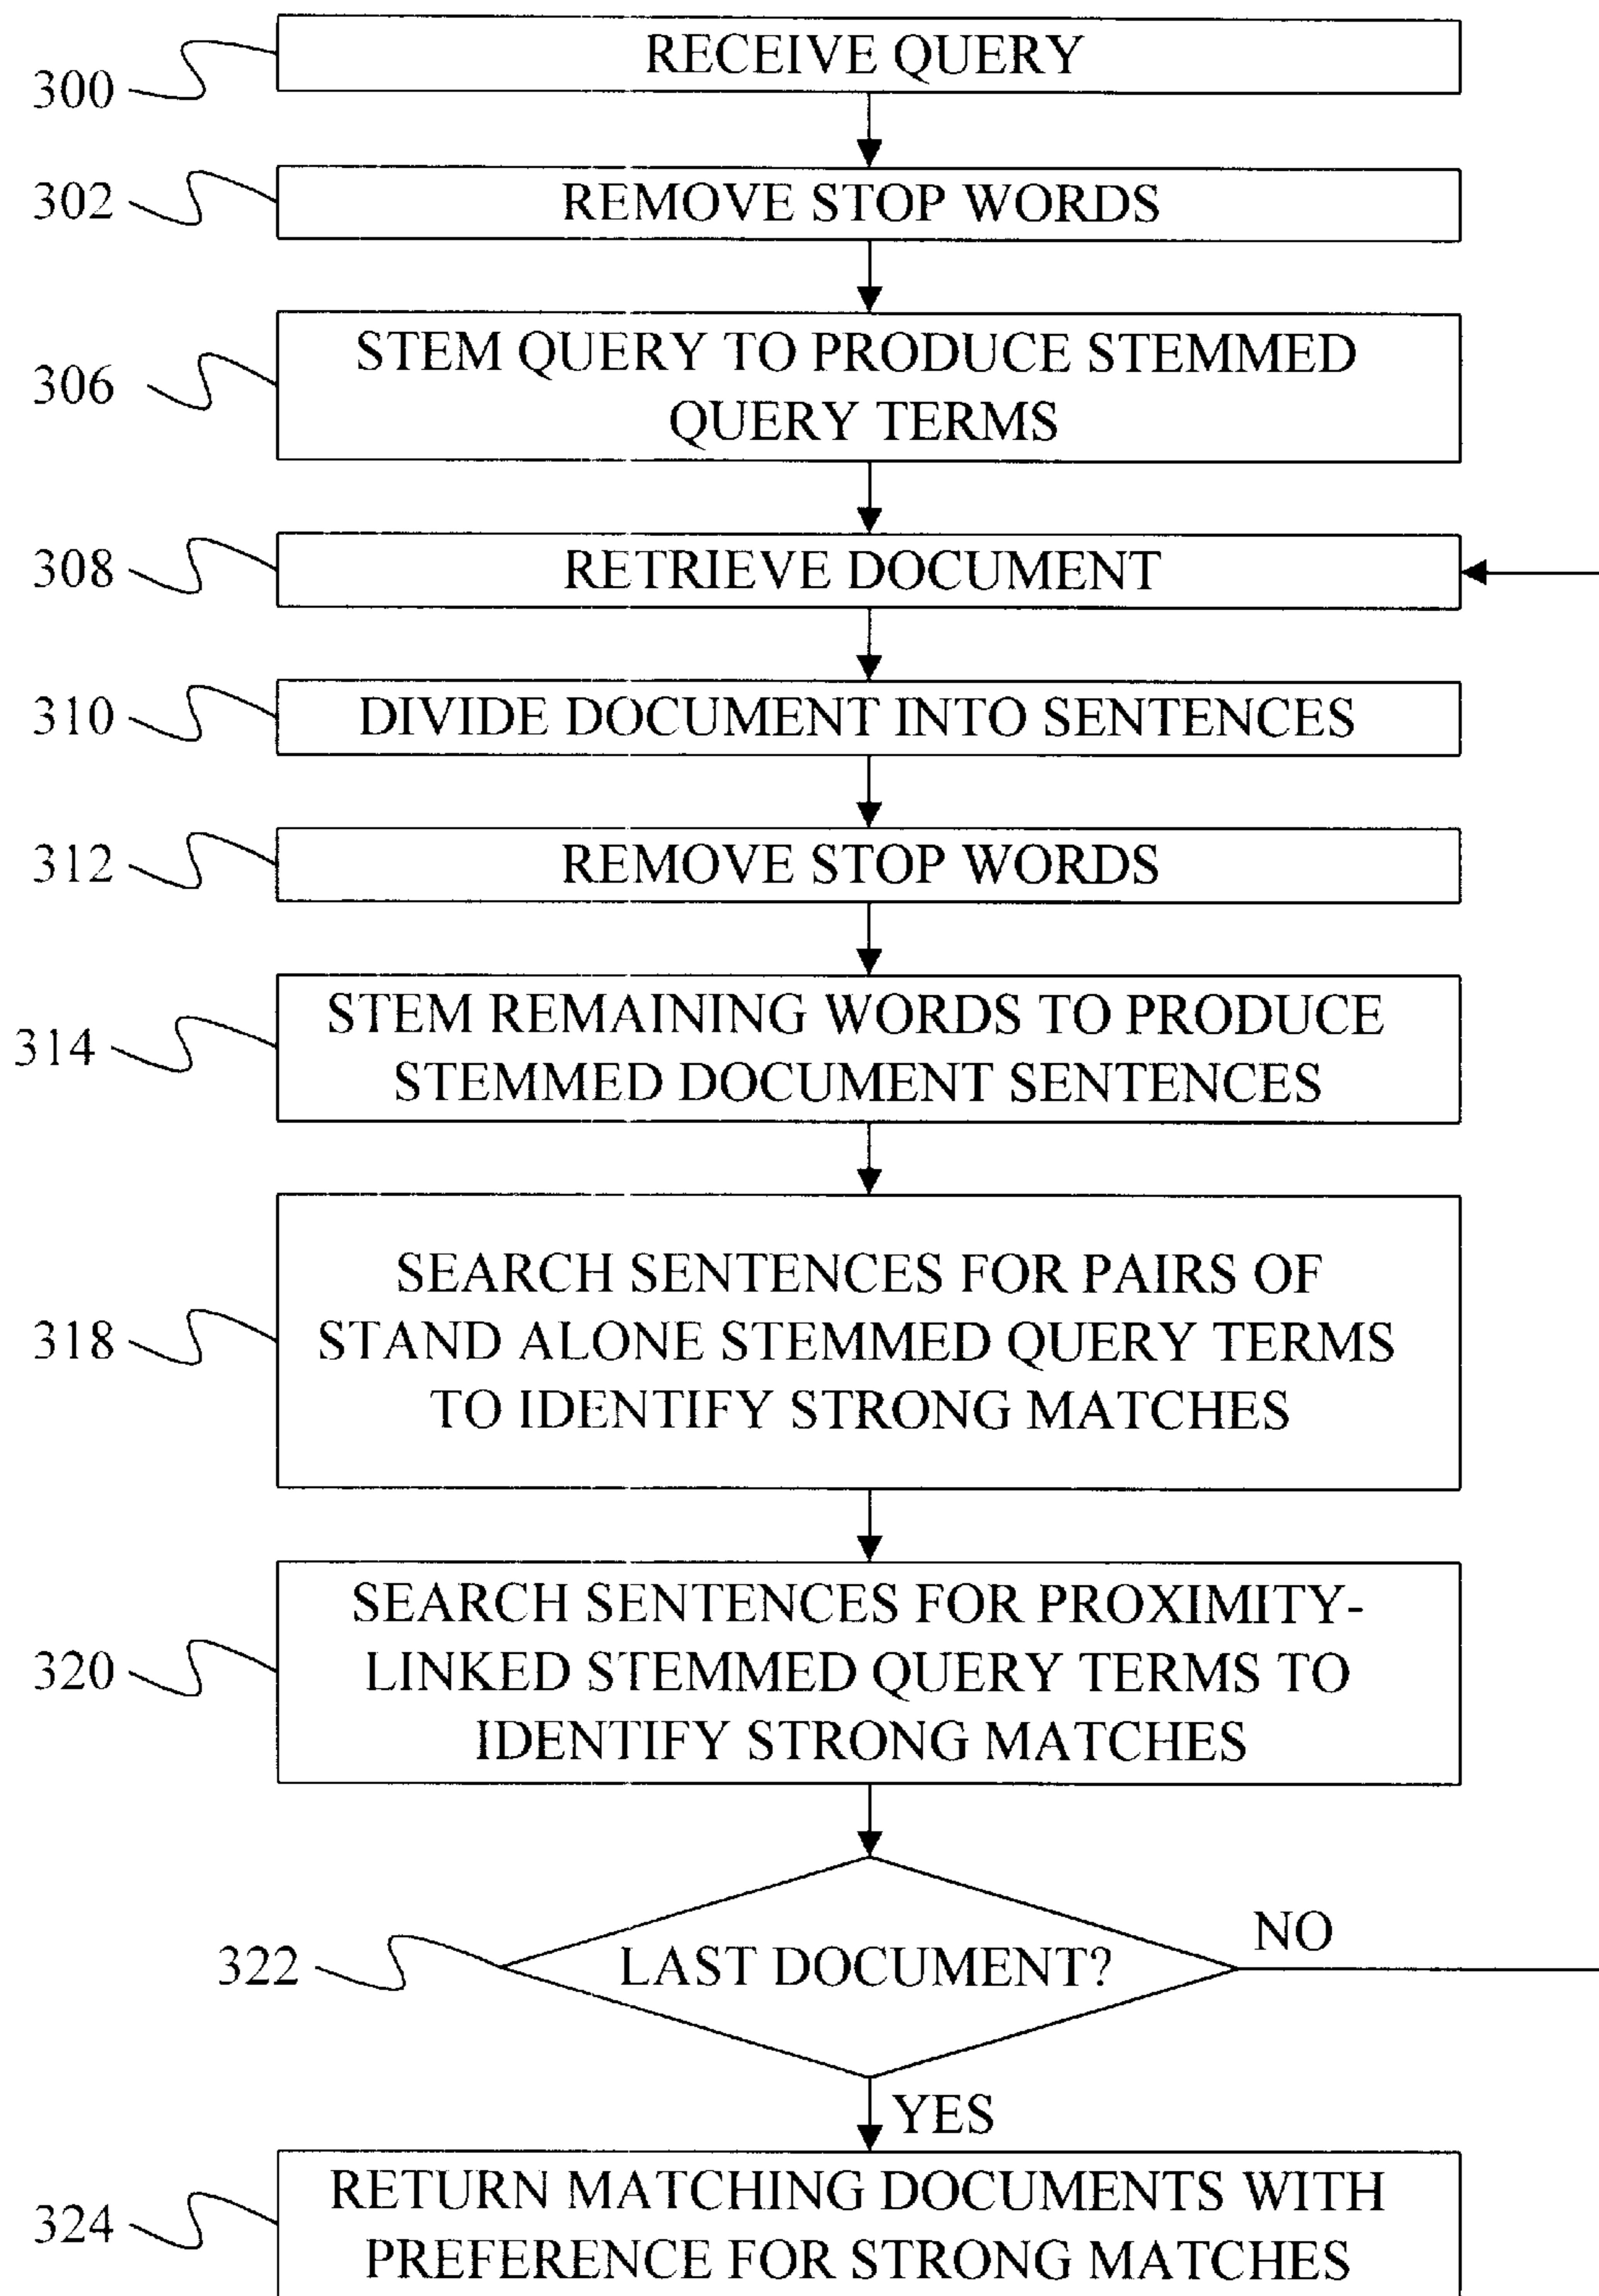 RECEIVE QUERY
300
302
REMOVE STOP WORDS
STEM QUERY TO PRODUCE STEMMED
306
QUERY TERMS
308
RETRIEVE DOCUMENT
310
DIVIDE DOCUMENT INTO SENTENCES
312
REMOVE STOP WORDS
STEM REMAINING WORDS TO PRODUCE
314
STEMMED DOCUMENT SENTENCES
SEARCH SENTENCES FOR PAIRS OF
318
STAND ALONE STEMMED QUERY TERMS
TO IDENTIFY STRONG MATCHES
SEARCH SENTENCES FOR PROXIMITY-
320
LINKED STEMMED QUERY TERMS TO
IDENTIFY STRONG MATCHES
NO
322
LAST DOCUMENT?
YES
RETURN MATCHING DOCUMENTS WITH
324
PREFERENCE FOR STRONG MATCHES